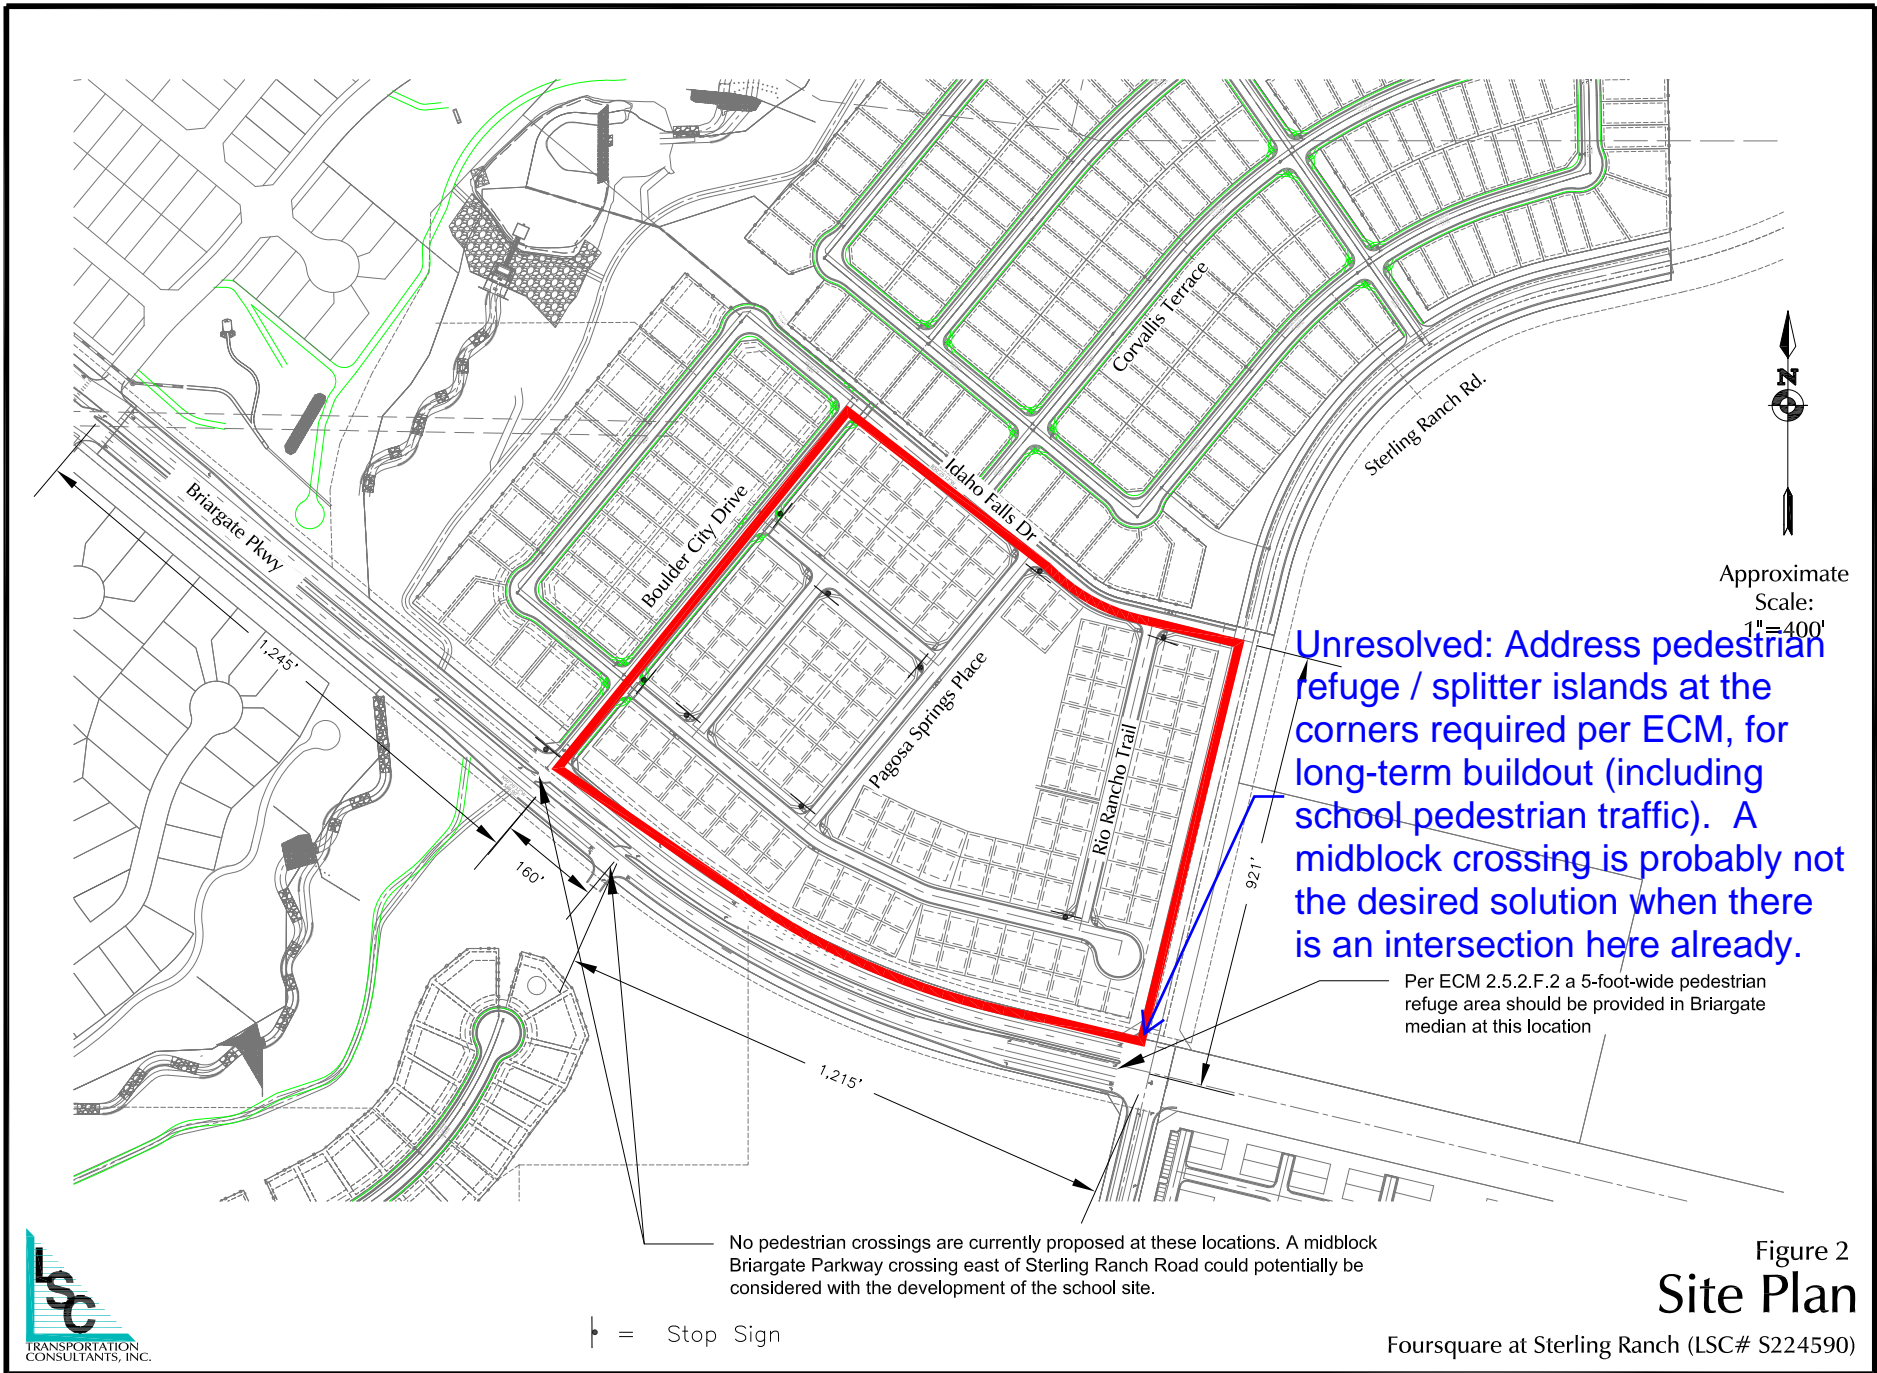 Corvallis Terrace
Sterling Ranch Rd.
N
Briargate Pkwy
Boulder City Drive
Idaho Falls Dr
Approximate
Scale:
1"=400'
Unresolved: Address pedestrian
refuge / splitter islands at the
corners required per ECM, for
long-term buildout (including
school pedestrian traffic).  A
midblock crossing is probably not
the desired solution when there
is an intersection here already.
1,245'
Pagosa Springs Place
Rio Rancho Trail
160'
921'
Per ECM 2.5.2.F.2 a 5-foot-wide pedestrian
refuge area should be provided in Briargate
median at this location
1,215'
No pedestrian crossings are currently proposed at these locations. A midblock
Briargate Parkway crossing east of Sterling Ranch Road could potentially be
considered with the development of the school site.
= Stop Sign
LSC
TRANSPORTATION
CONSULTANTS, INC.
Figure 2
Site Plan
Foursquare at Sterling Ranch (LSC# S224590)